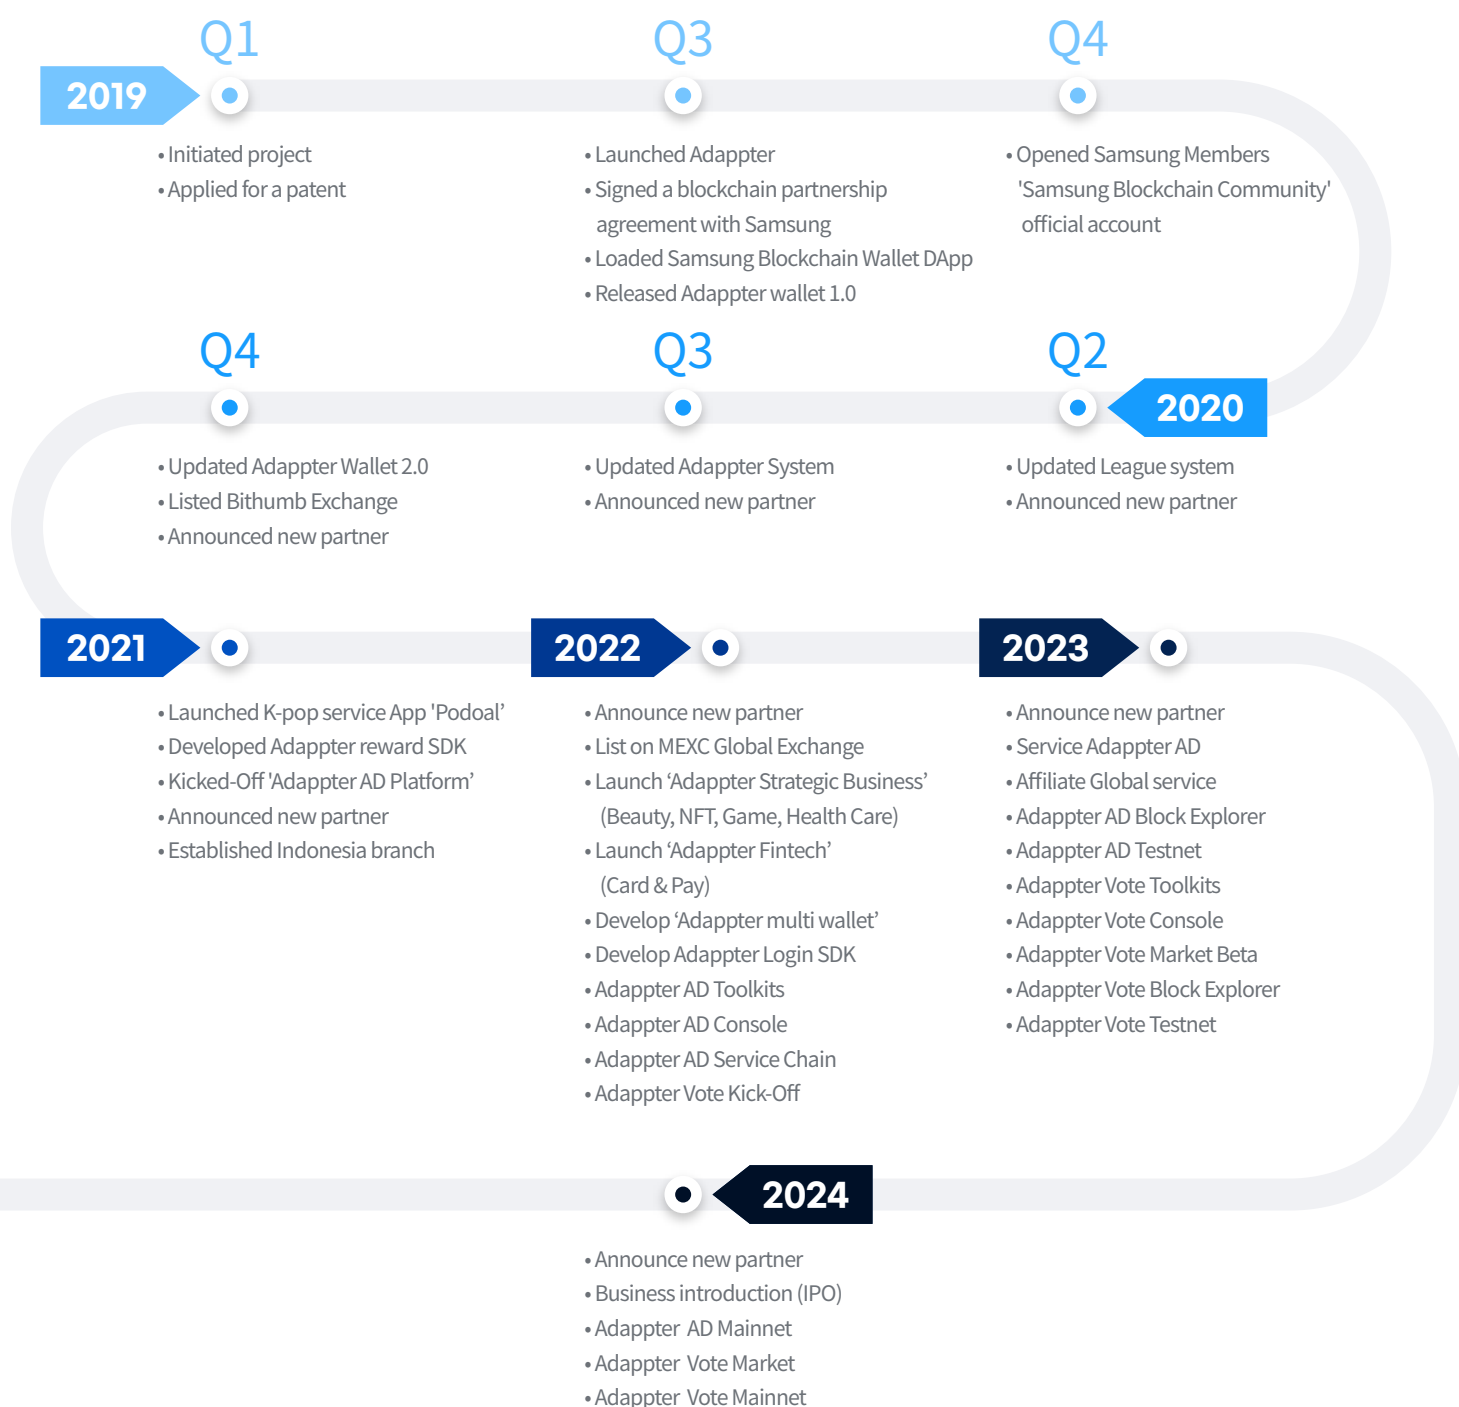 2019
Q1
• Initiated project
• Applied for a patent
Q3
• Launched Adappter
• Signed a blockchain partnership
agreement with Samsung
• Loaded Samsung Blockchain Wallet DApp
• Released Adappter wallet 1.0
Q4
• Opened Samsung Members
'Samsung Blockchain Community'
official account
2020
Q2
• Updated League system
• Announced new partner
Q3
• Updated Adappter System
• Announced new partner
Q4
• Updated Adappter Wallet 2.0
• Listed Bithumb Exchange
• Announced new partner
2021
• Launched K-pop service App 'Podoal’
• Developed Adappter reward SDK
• Kicked-Off 'Adappter AD Platform’
• Announced new partner
• Established Indonesia branch
2022
• Announce new partner
• List on MEXC Global Exchange
• Launch ‘Adappter Strategic Business’
(Beauty, NFT, Game, Health Care)
• Launch ‘Adappter Fintech’
(Card & Pay)
• Develop ‘Adappter multi wallet’
• Develop Adappter Login SDK
• Adappter AD Toolkits
• Adappter AD Console
• Adappter AD Service Chain
• Adappter Vote Kick-Off
2023
• Announce new partner
• Service Adappter AD
• Affiliate Global service
• Adappter AD Block Explorer
• Adappter AD Testnet
• Adappter Vote Toolkits
• Adappter Vote Console
• Adappter Vote Market Beta
• Adappter Vote Block Explorer
• Adappter Vote Testnet
2024
• Announce new partner
• Business introduction (IPO)
• Adappter AD Mainnet
• Adappter Vote Market
• Adappter Vote Mainnet